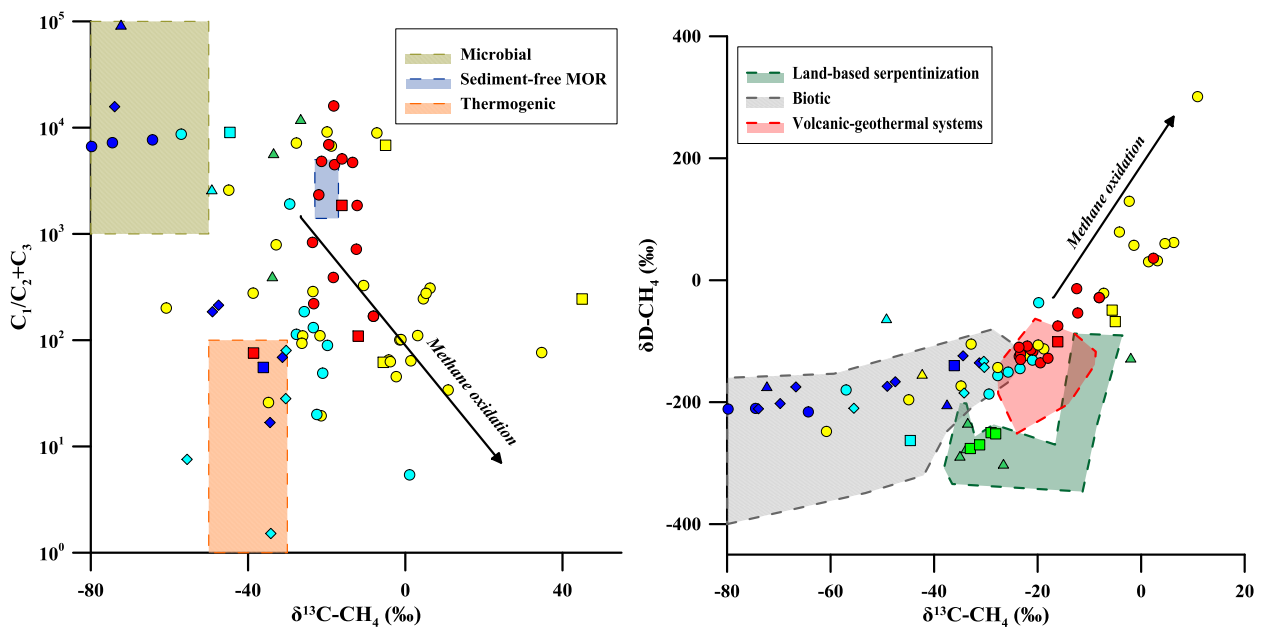 10⁵
10⁴
10³
10²
10¹
10⁰
C₁/C₂+C₃
-80
-40
0
40
δ¹³C-CH₄ (‰)
Microbial
Sediment-free MOR
Thermogenic
Methane oxidation
400
200
0
-200
-400
δD-CH₄ (‰)
-80
-60
-40
-20
0
20
δ¹³C-CH₄ (‰)
Land-based serpentinization
Biotic
Volcanic-geothermal systems
Methane oxidation